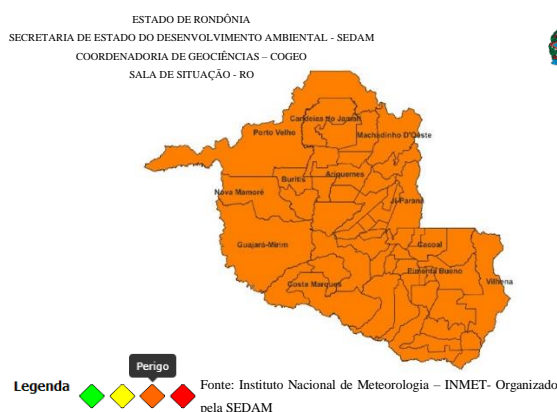 ESTADO DE RONDÔNIA
SECRETARIA DE ESTADO DO DESENVOLVIMENTO AMBIENTAL - SEDAM
COORDENADORIA DE GEOCIÊNCIAS – COGEO
SALA DE SITUAÇÃO - RO
Candeias do Jamari
Porto Velho
Machadinho D'Oeste
Buritis
Ariquemes
Nova Mamoré
Ji-Paraná
Guajará-Mirim
Cacoal
Pimenta Bueno
Costa Marques
Vilhena
Perigo
Legenda
Fonte: Instituto Nacional de Meteorologia – INMET- Organizado
pela SEDAM